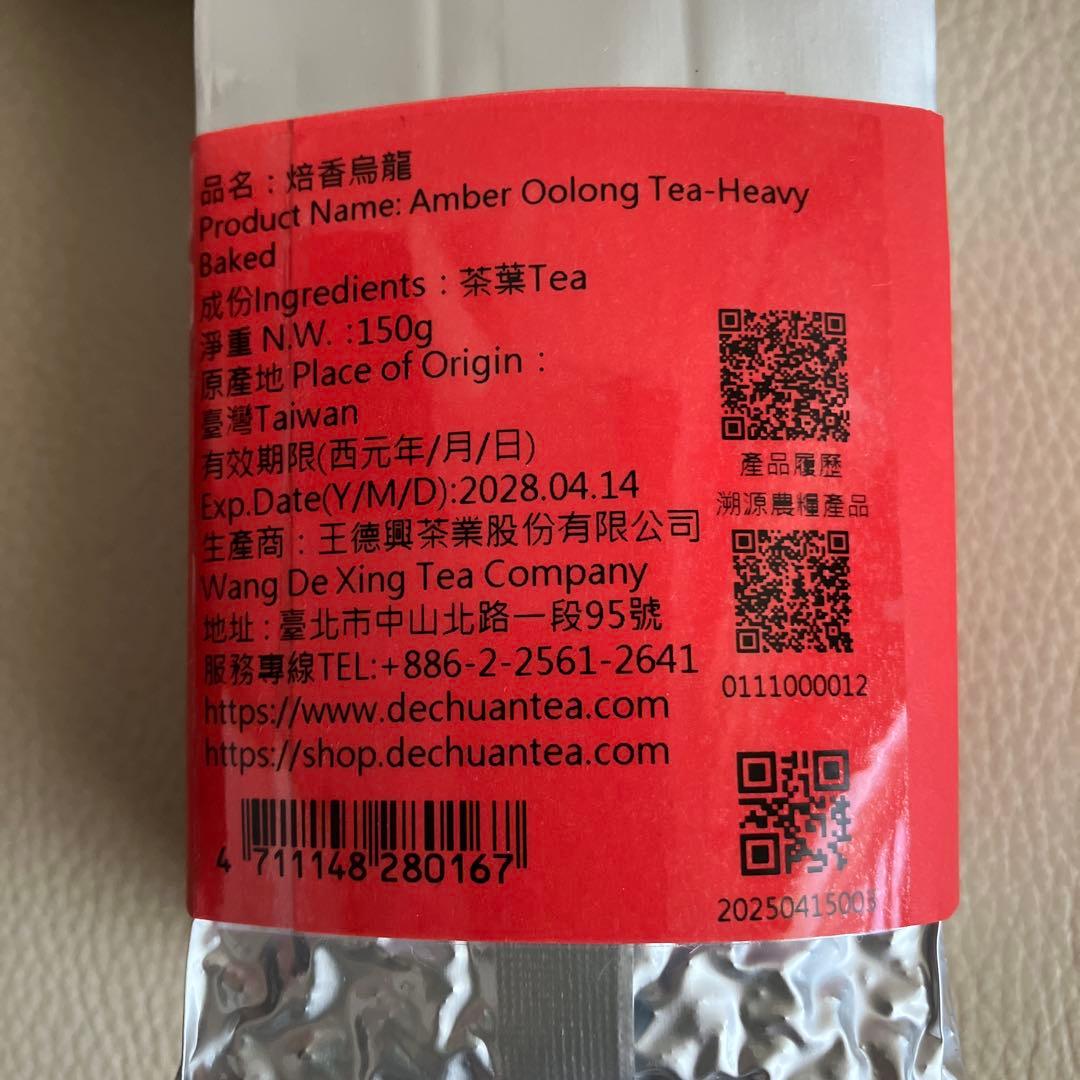 品名：焙香烏龍
Product Name: Amber Oolong Tea-Heavy
Baked
成份Ingredients：茶葉Tea
淨重 N.W. :150g
原產地 Place of Origin：
臺灣Taiwan
有效期限(西元年/月/日)
Exp.Date(Y/M/D):2028.04.14
生產商：王德興茶業股份有限公司
Wang De Xing Tea Company
地址：臺北市中山北路一段95號
服務專線TEL:+886-2-2561-2641
https://www.dechuantea.com
https://shop.dechuantea.com
4 711148 280167
產品履歷
溯源農糧產品
0111000012
20250415003